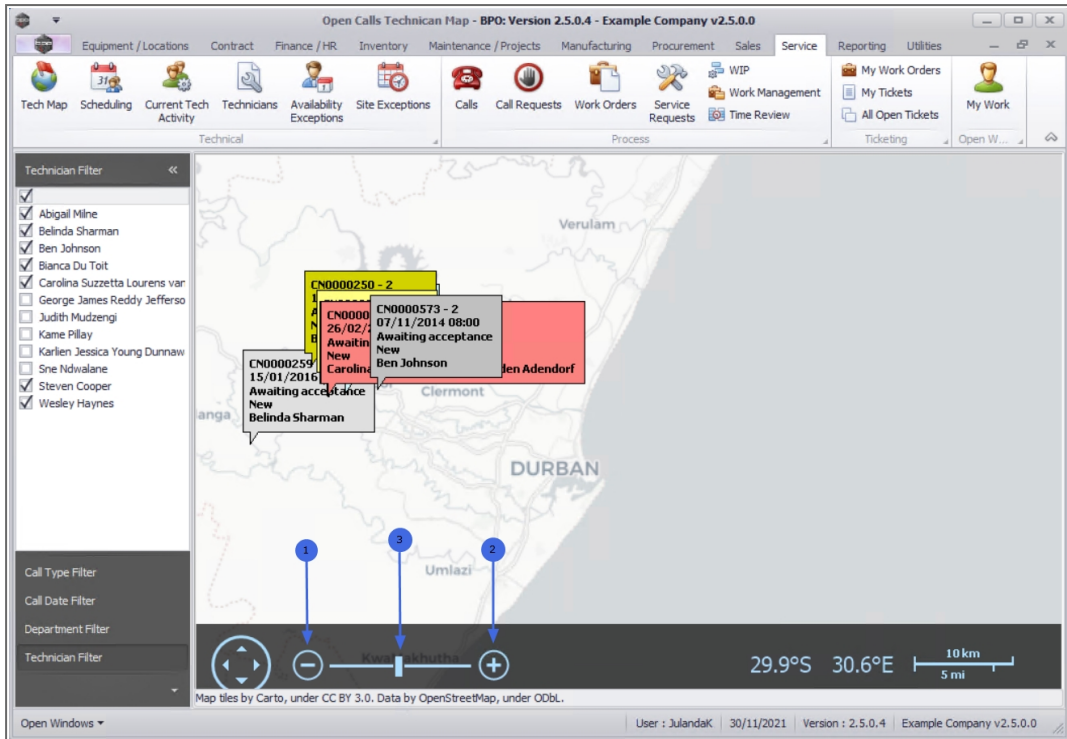 Open Calls Technican Map - BPO: Version 2.5.0.4 - Example Company v2.5.0.0
Equipment / Locations Contract Finance / HR Inventory Maintenance / Projects Manufacturing Procurement Sales Service Reporting Utilities
Tech Map
Scheduling
Current Tech Activity
Technicians
Availability Exceptions
Site Exceptions
Technical
Calls
Call Requests
Work Orders
Service Requests
WIP
Work Management
Time Review
Process
My Work Orders
My Tickets
All Open Tickets
Ticketing
My Work
Open W...
Technician Filter
Abigail Milne
Belinda Sharman
Ben Johnson
Bianca Du Toit
Carolina Suzzetta Lourens van
George James Reddy Jefferso
Judith Mudzengi
Kame Pillay
Karlien Jessica Young Dunnaw
Sne Ndwalane
Steven Cooper
Wesley Haynes
Call Type Filter
Call Date Filter
Department Filter
Technician Filter
Verulam
CN0000250 - 2
CN0000
26/02/
Awaitin
New
Carolina
den Adendorf
CN0000573 - 2
07/11/2014 08:00
Awaiting acceptance
New
Ben Johnson
CN0000259
15/01/2016
Awaiting acceptance
New
Belinda Sharman
Clermont
anga
DURBAN
Umlazi
1
3
2
29.9°S 30.6°E
10 km
5 mi
Map tiles by Carto, under CC BY 3.0. Data by OpenStreetMap, under ODbL.
Open Windows
User : JulandaK 30/11/2021 Version : 2.5.0.4 Example Company v2.5.0.0